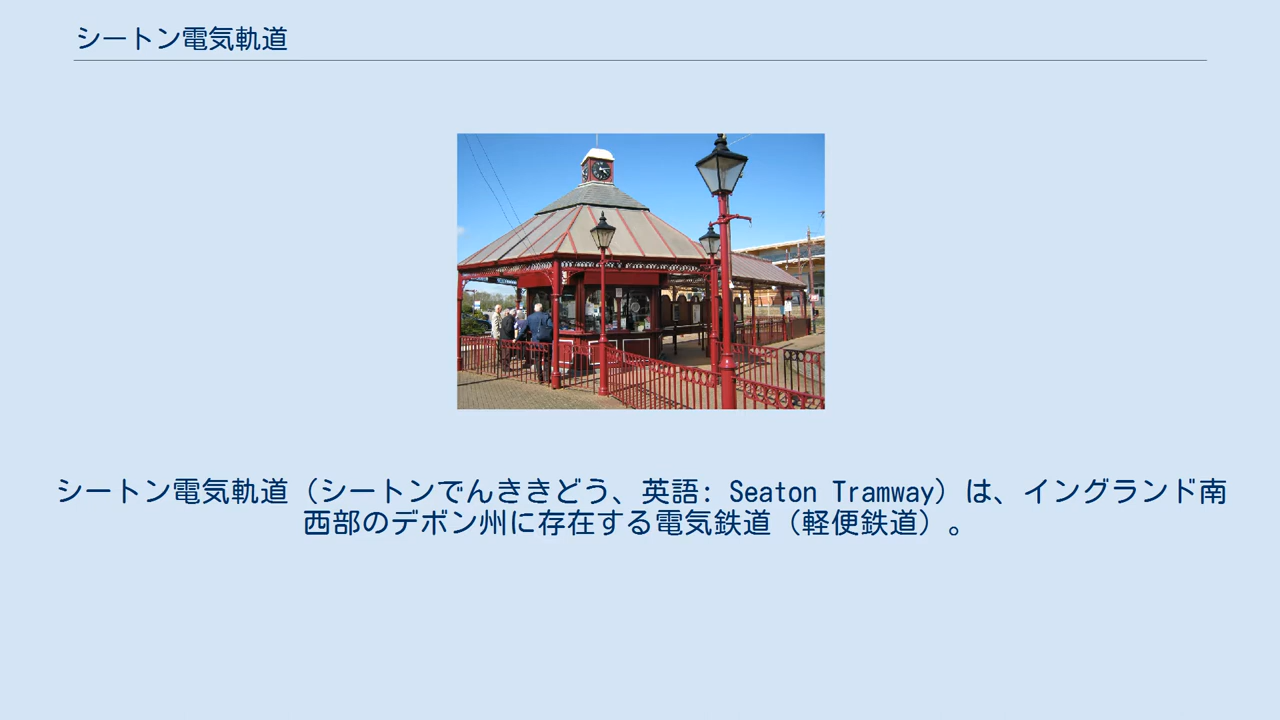 シートン電気軌道
シートン電気軌道（シートンでんききどう、英語: Seaton Tramway）は、イングランド南
西部のデボン州に存在する電気鉄道（軽便鉄道）。